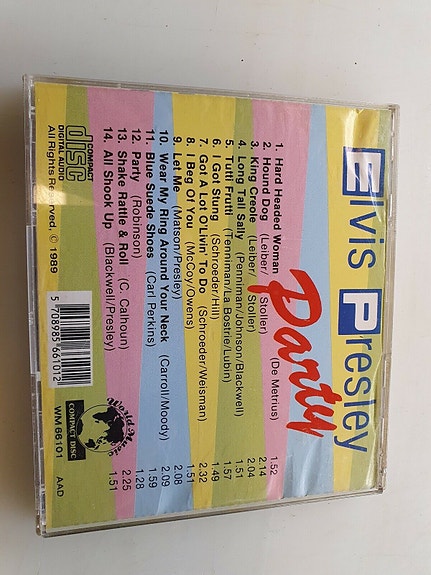 Elvis Presley
Party
1. Hard Headed Woman (De Metrius) 1.52
2. Hound Dog (Leiber/ Stoller) 2.14
3. King Creole (Leiber/ Stoller) 2.04
4. Long Tall Sally (Penniman/Johnson/Blackwell) 1.51
5. Tutti Frutti (Tenniman/La Bostrie/Lubin) 1.57
6. I Got Stung (Schroeder/Hill) 1.49
7. Got A Lot O'Livin' To Do (Schroeder/Weisman) 2.32
8. I Beg Of You (McCoy/Owens) 1.51
9. Let Me (Matson/Presley) 2.08
10. Wear My Ring Around Your Neck (Carroll/Moody) 2.09
11. Blue Suede Shoes (Carl Perkins) 1.59
12. Party (Robinson) 1.28
13. Shake Rattle & Roll (C. Calhoun) 2.25
14. All Shook Up (Blackwell/Presley) 1.51
COMPACT
disc
DIGITAL AUDIO
All Rights Reserved, © 1989
5 708985 661012
World Music
COMPACT DISC
WM 66101 AAD